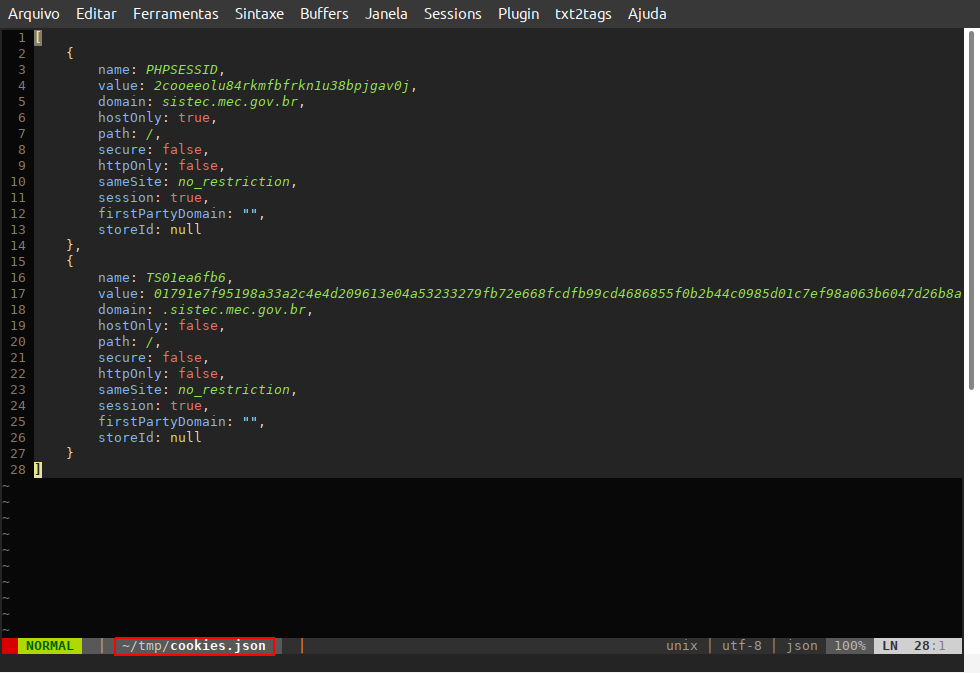 Arquivo Editar Ferramentas Sintaxe Buffers Janela Sessions Plugin txt2tags Ajuda
1 [
2 {
3 name: PHPSESSID,
4 value: 2cooeeolu84rkmfbfrkn1u38bpjgav0j,
5 domain: sistec.mec.gov.br,
6 hostOnly: true,
7 path: /,
8 secure: false,
9 httpOnly: false,
10 sameSite: no_restriction,
11 session: true,
12 firstPartyDomain: "",
13 storeId: null
14 },
15 {
16 name: TS01ea6fb6,
17 value: 01791e7f95198a33a2c4e4d209613e04a53233279fb72e668fcdfb99cd4686855f0b2b44c0985d01c7ef98a063b6047d26b8a
18 domain: .sistec.mec.gov.br,
19 hostOnly: false,
20 path: /,
21 secure: false,
22 httpOnly: false,
23 sameSite: no_restriction,
24 session: true,
25 firstPartyDomain: "",
26 storeId: null
27 }
28 ]
~
~
~
~
~
~
~
~
~
~
NORMAL | ~/tmp/cookies.json | unix | utf-8 | json 100% LN 28:1